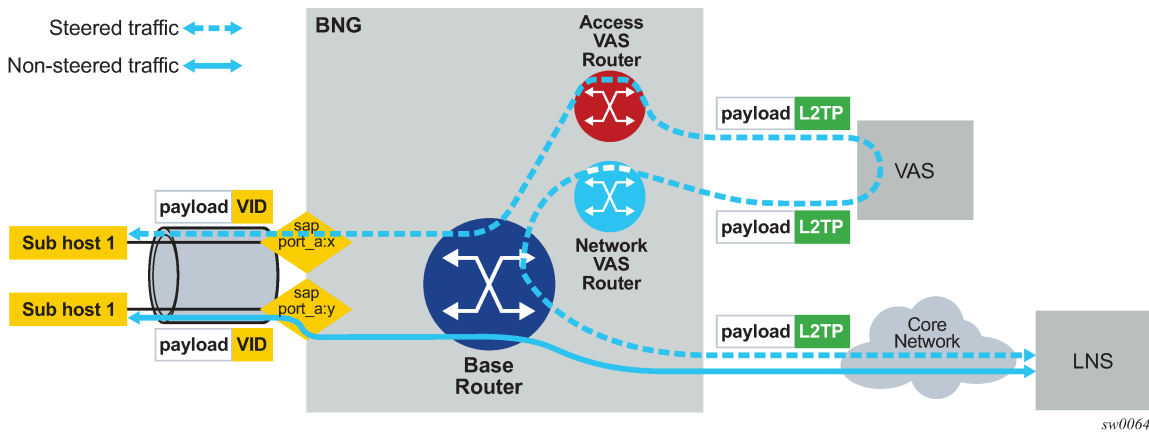 Steered traffic
Non-steered traffic
BNG
Access
VAS
Router
payload L2TP
VAS
payload VID
sap
port_a:x
Sub host 1
payload L2TP
Network
VAS
Router
Sub host 1
sap
port_a:y
payload VID
Base
Router
payload L2TP
Core
Network
LNS
sw0064